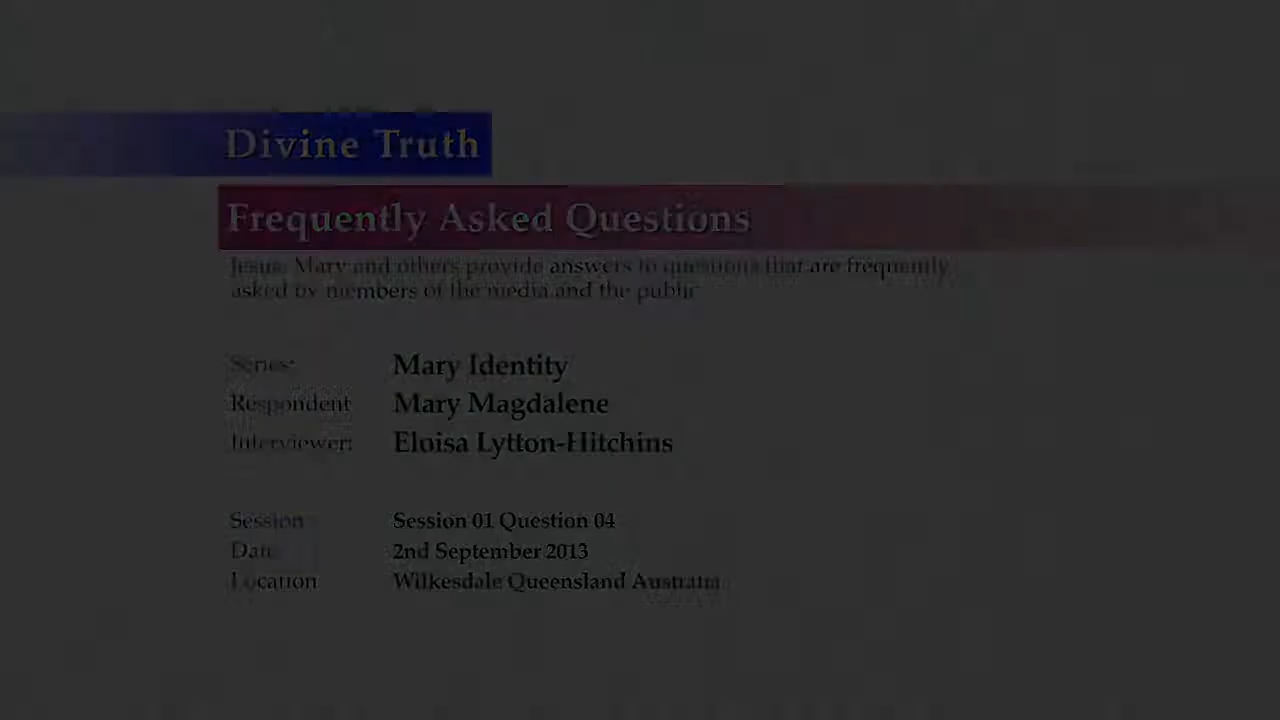 Divine Truth
Frequently Asked Questions
Jesus, Mary and others provide answers to questions that are frequently
asked by members of the media and the public
Series: Mary Identity
Respondent Mary Magdalene
Interviewer: Eloisa Lytton-Hitchins
Session Session 01 Question 04
Date 2nd September 2013
Location Wilkesdale Queensland Australia